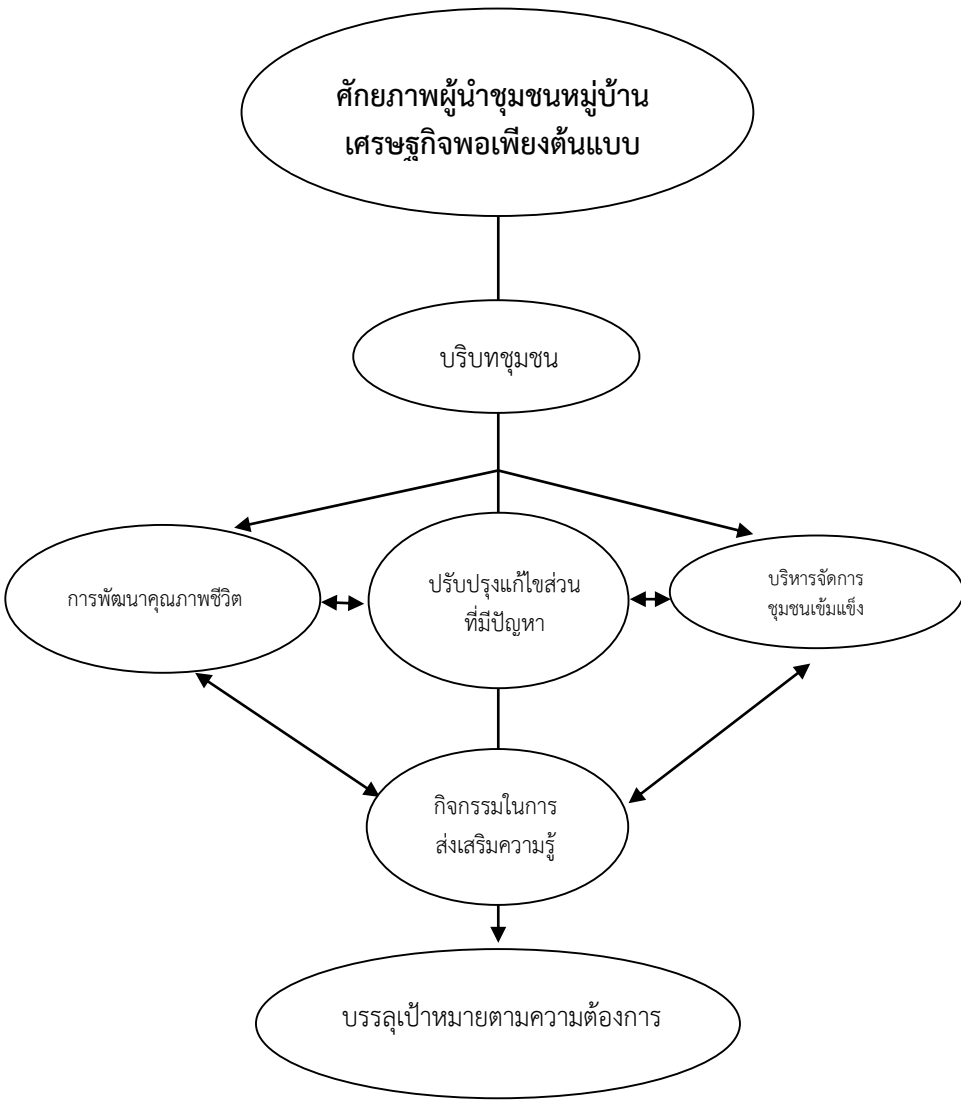 ศักยภาพผู้นำชุมชนหมู่บ้าน
เศรษฐกิจพอเพียงต้นแบบ
บริบทชุมชน
การพัฒนาคุณภาพชีวิต
ปรับปรุงแก้ไขส่วน
ที่มีปัญหา
บริหารจัดการ
ชุมชนเข้มแข็ง
กิจกรรมในการ
ส่งเสริมความรู้
บรรลุเป้าหมายตามความต้องการ